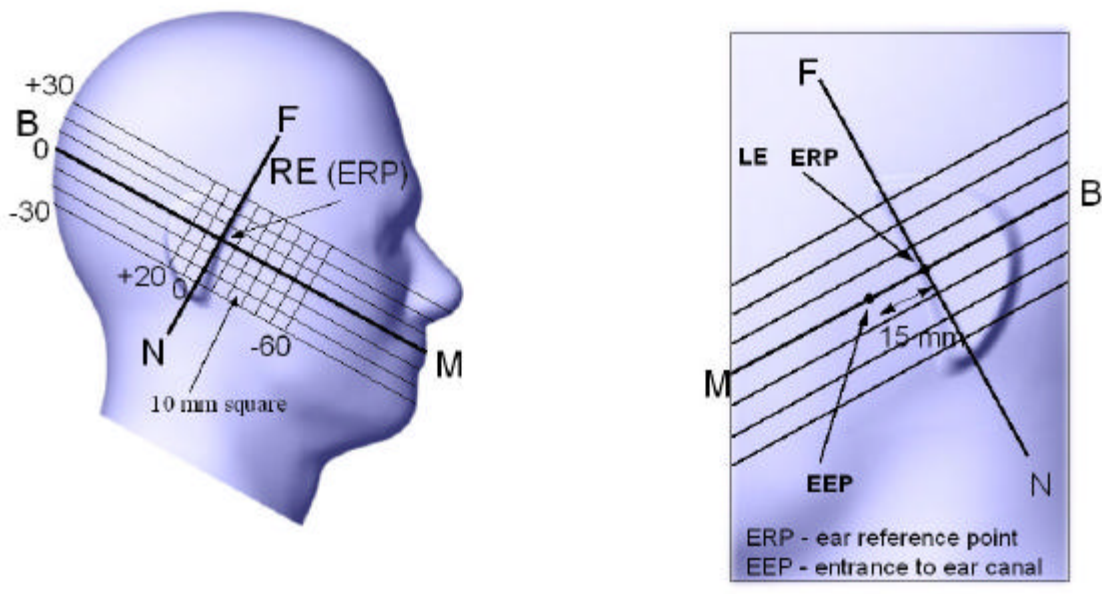 +30
B
0
-30
F
RE (ERP)
+20
0
N
-60
M
10 mm square
F
LE ERP
B
15 mm
M
EEP
N
ERP - ear reference point
EEP - entrance to ear canal